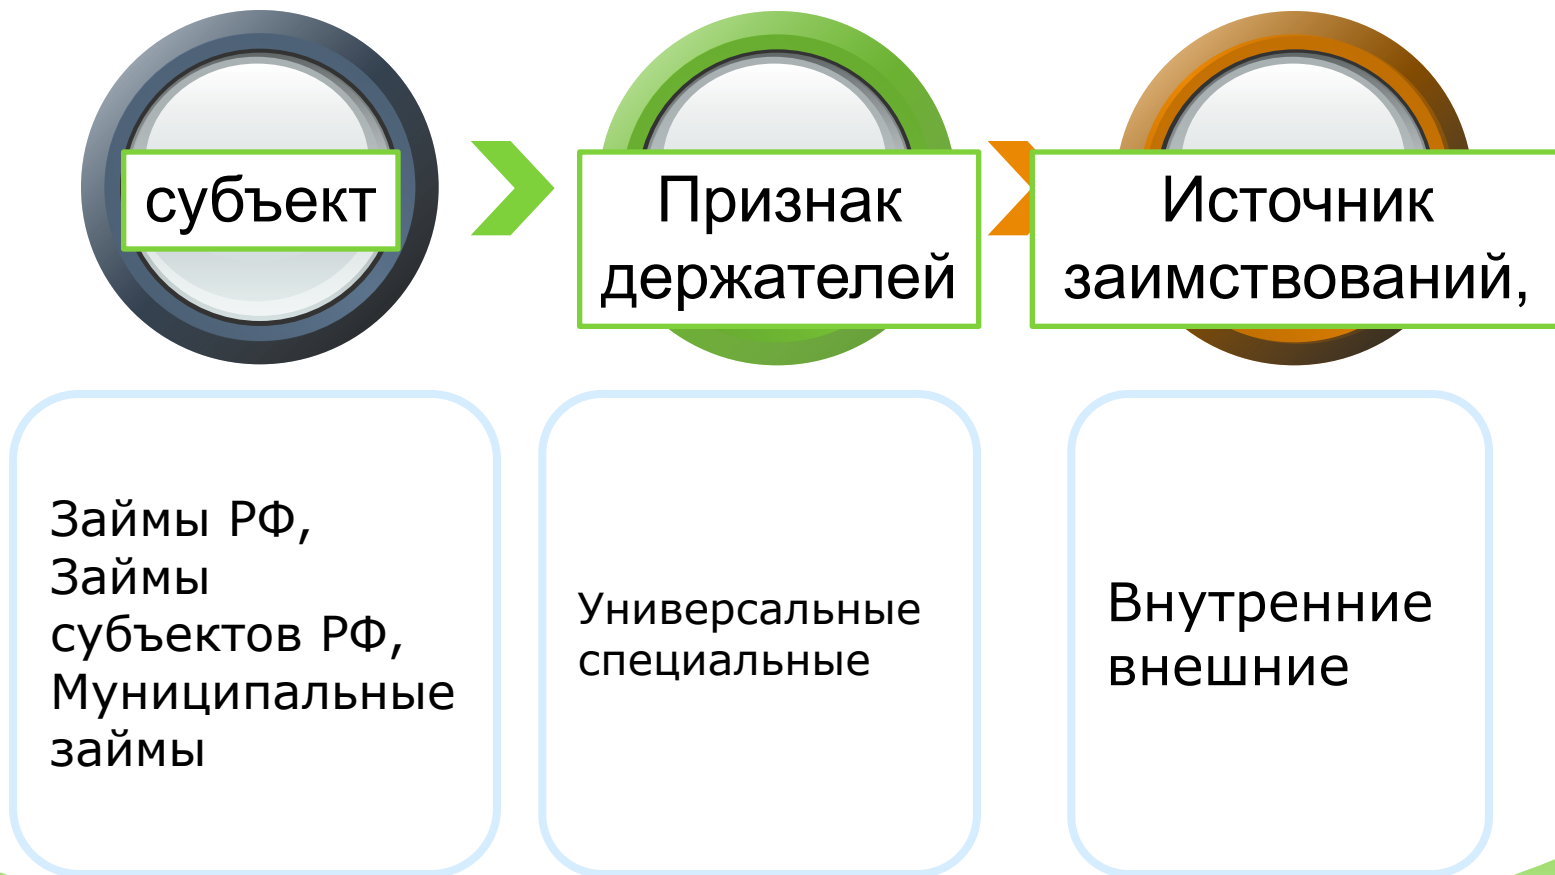 субъект
Признак
держателей
Источник
заимствований,
Займы РФ,
Займы
субъектов РФ,
Муниципальные
займы
Универсальные
специальные
Внутренние
внешние